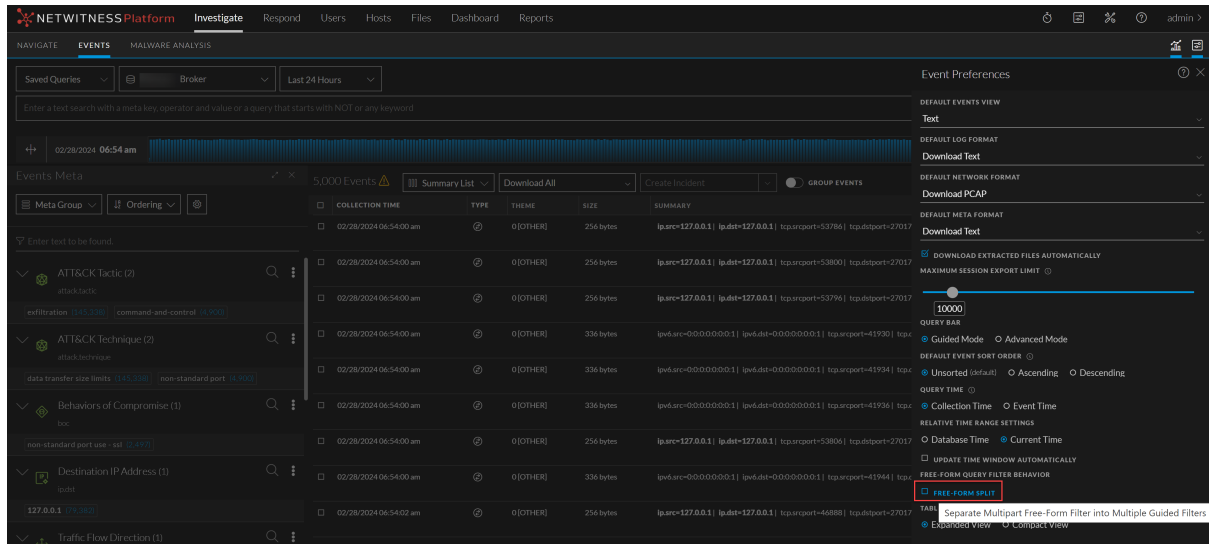 NETWITNESS Platform Investigate Respond Users Hosts Files Dashboard Reports admin >
NAVIGATE EVENTS MALWARE ANALYSIS
Saved Queries Broker Last 24 Hours
Event Preferences
Enter a text search with a meta key, operator and value or a query that starts with NOT or any keyword
02/28/2024 06:54 am
Events Meta
5,000 Events Summary List Download All Create Incident GROUP EVENTS
Meta Group Ordering
COLLECTION TIME TYPE THEME SIZE SUMMARY
Enter text to be found.
02/28/2024 06:54:00 am 0 [OTHER] 256 bytes ip.src=127.0.0.1 | ip.dst=127.0.0.1 | tcp.srcport=53786 | tcp.dstport=27017
02/28/2024 06:54:00 am 0 [OTHER] 256 bytes ip.src=127.0.0.1 | ip.dst=127.0.0.1 | tcp.srcport=53800 | tcp.dstport=27017
02/28/2024 06:54:00 am 0 [OTHER] 256 bytes ip.src=127.0.0.1 | ip.dst=127.0.0.1 | tcp.srcport=53796 | tcp.dstport=27017
02/28/2024 06:54:00 am 0 [OTHER] 336 bytes ipv6.src=0:0:0:0:0:0:0:1 | ipv6.dst=0:0:0:0:0:0:0:1 | tcp.srcport=41930 | tcp.c
02/28/2024 06:54:00 am 0 [OTHER] 336 bytes ipv6.src=0:0:0:0:0:0:0:1 | ipv6.dst=0:0:0:0:0:0:0:1 | tcp.srcport=41934 | tcp.c
02/28/2024 06:54:00 am 0 [OTHER] 336 bytes ipv6.src=0:0:0:0:0:0:0:1 | ipv6.dst=0:0:0:0:0:0:0:1 | tcp.srcport=41936 | tcp.c
02/28/2024 06:54:00 am 0 [OTHER] 256 bytes ip.src=127.0.0.1 | ip.dst=127.0.0.1 | tcp.srcport=53806 | tcp.dstport=27017
02/28/2024 06:54:00 am 0 [OTHER] 336 bytes ipv6.src=0:0:0:0:0:0:0:1 | ipv6.dst=0:0:0:0:0:0:0:1 | tcp.srcport=41944 | tcp.c
02/28/2024 06:54:02 am 0 [OTHER] 256 bytes ip.src=127.0.0.1 | ip.dst=127.0.0.1 | tcp.srcport=46888 | tcp.dstport=27017
ATT&CK Tactic (2)
attack.tactic
exfiltration command-and-control
ATT&CK Technique (2)
attack.technique
data transfer size limits non-standard port
Behaviors of Compromise (1)
boc
non-standard port use - ssl
Destination IP Address (1)
ip.dst
127.0.0.1
Traffic Flow Direction (1)
DEFAULT EVENTS VIEW
Text
DEFAULT LOG FORMAT
Download Text
DEFAULT NETWORK FORMAT
Download PCAP
DEFAULT META FORMAT
Download Text
DOWNLOAD EXTRACTED FILES AUTOMATICALLY
MAXIMUM SESSION EXPORT LIMIT
10000
QUERY BAR
Guided Mode Advanced Mode
DEFAULT EVENT SORT ORDER
Unsorted (default) Ascending Descending
QUERY TIME
Collection Time Event Time
RELATIVE TIME RANGE SETTINGS
Database Time Current Time
UPDATE TIME WINDOW AUTOMATICALLY
FREE-FORM QUERY FILTER BEHAVIOR
FREE-FORM SPLIT
TABL
Separate Multipart Free-Form Filter into Multiple Guided Filters
Expanded View Compact View